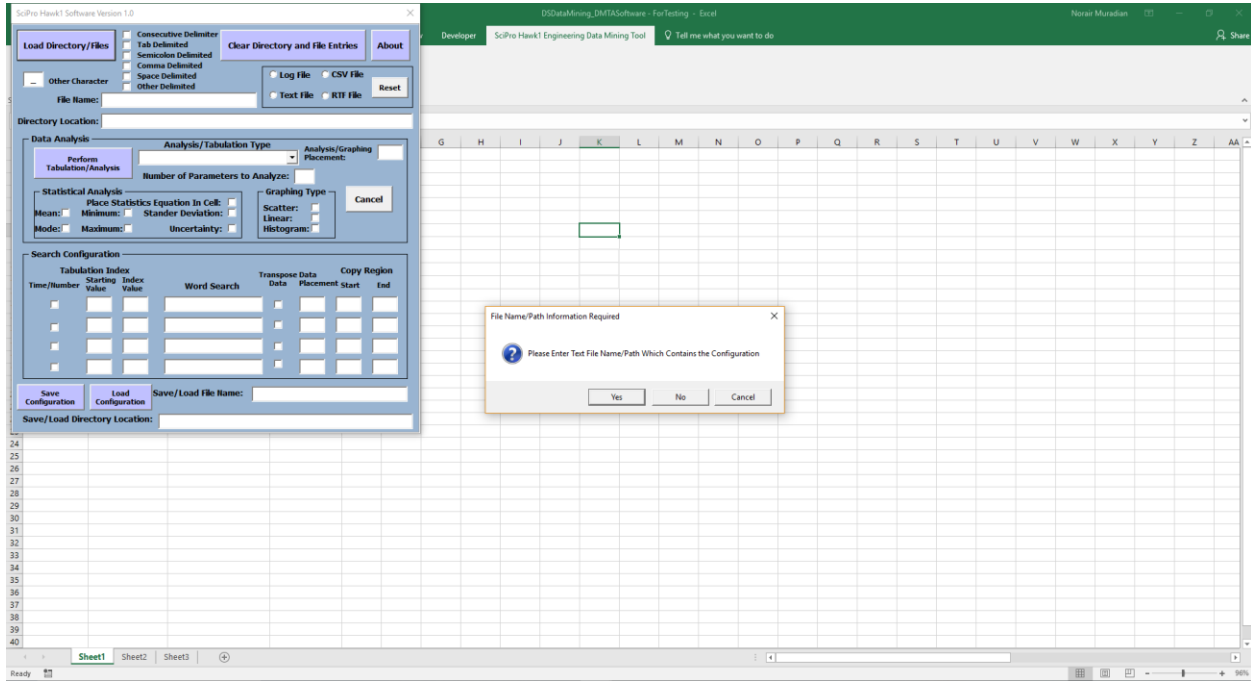 SciPro Hawk1 Software Version 1.0
DSDataMining_DMTASoftware - ForTesting - Excel
Norair Muradian
Developer
SciPro Hawk1 Engineering Data Mining Tool
Tell me what you want to do
Share
Load Directory/Files
Consecutive Delimiter
Tab Delimited
Semicolon Delimited
Comma Delimited
Space Delimited
Other Delimited
Clear Directory and File Entries
About
_ Other Character
Log File
CSV File
Text File
RTF File
Reset
File Name:
Directory Location:
Data Analysis
Perform Tabulation/Analysis
Analysis/Tabulation Type
Analysis/Graphing Placement:
Number of Parameters to Analyze:
Statistical Analysis
Place Statistics Equation In Cell:
Mean: Minimum: Stander Deviation:
Mode: Maximum: Uncertainty:
Graphing Type
Scatter:
Linear:
Histogram:
Cancel
Search Configuration
Tabulation Index
Time/Number
Starting Value
Index Value
Word Search
Transpose Data
Data Placement
Copy Region
Start
End
Save Configuration
Load Configuration
Save/Load File Name:
Save/Load Directory Location:
G H I J K L M N O P Q R S T U V W X Y Z AA
File Name/Path Information Required
Please Enter Text File Name/Path Which Contains the Configuration
Yes No Cancel
24
25
26
27
28
29
30
31
32
33
34
35
36
37
38
39
40
Sheet1 Sheet2 Sheet3
Ready
96%